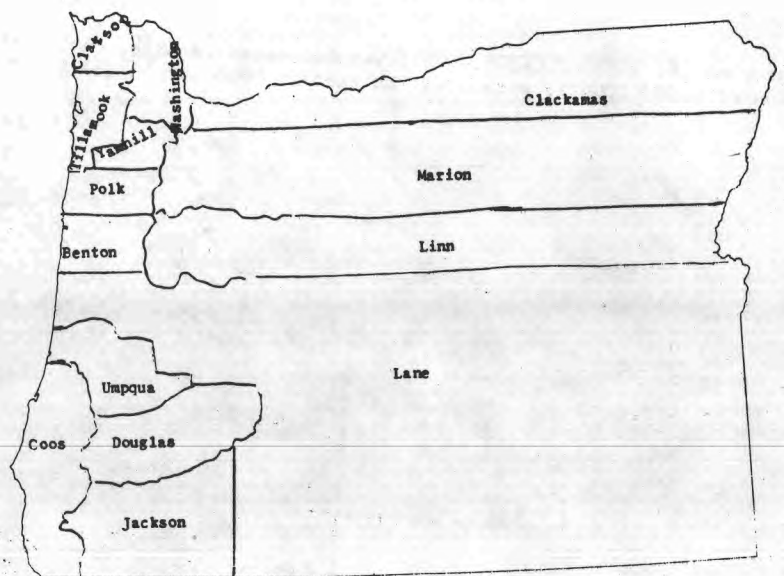 Clatsop
Washington
Tillamook
Yamhill
Clackamas
Polk
Marion
Benton
Linn
Umpqua
Lane
Coos
Douglas
Jackson